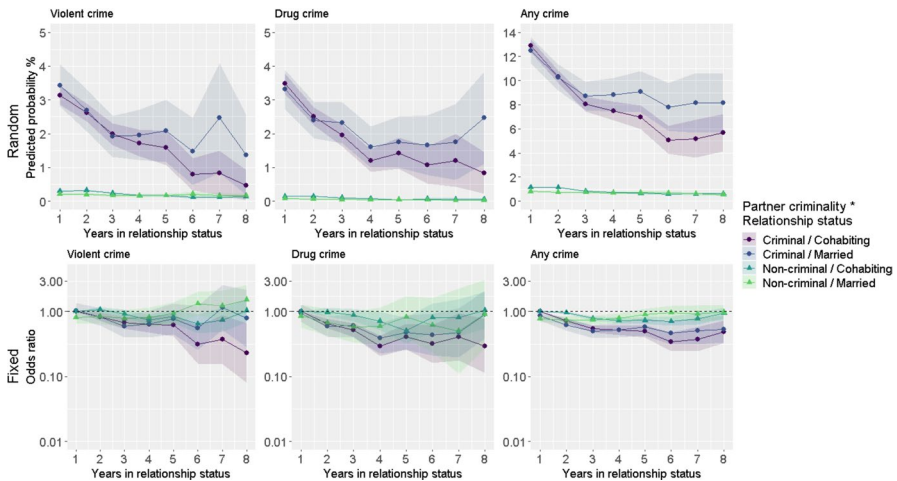 Violent crime
Drug crime
Any crime
Random
Predicted probability %
5
4
3
2
1
0
5
4
3
2
1
0
14
12
10
8
6
4
2
0
1 2 3 4 5 6 7 8
1 2 3 4 5 6 7 8
1 2 3 4 5 6 7 8
Years in relationship status
Years in relationship status
Years in relationship status
Violent crime
Drug crime
Any crime
Fixed
Odds ratio
3.00
1.00
0.10
0.01
3.00
1.00
0.10
0.01
3.00
1.00
0.10
0.01
1 2 3 4 5 6 7 8
1 2 3 4 5 6 7 8
1 2 3 4 5 6 7 8
Years in relationship status
Years in relationship status
Years in relationship status
Partner criminality *
Relationship status
Criminal / Cohabiting
Criminal / Married
Non-criminal / Cohabiting
Non-criminal / Married